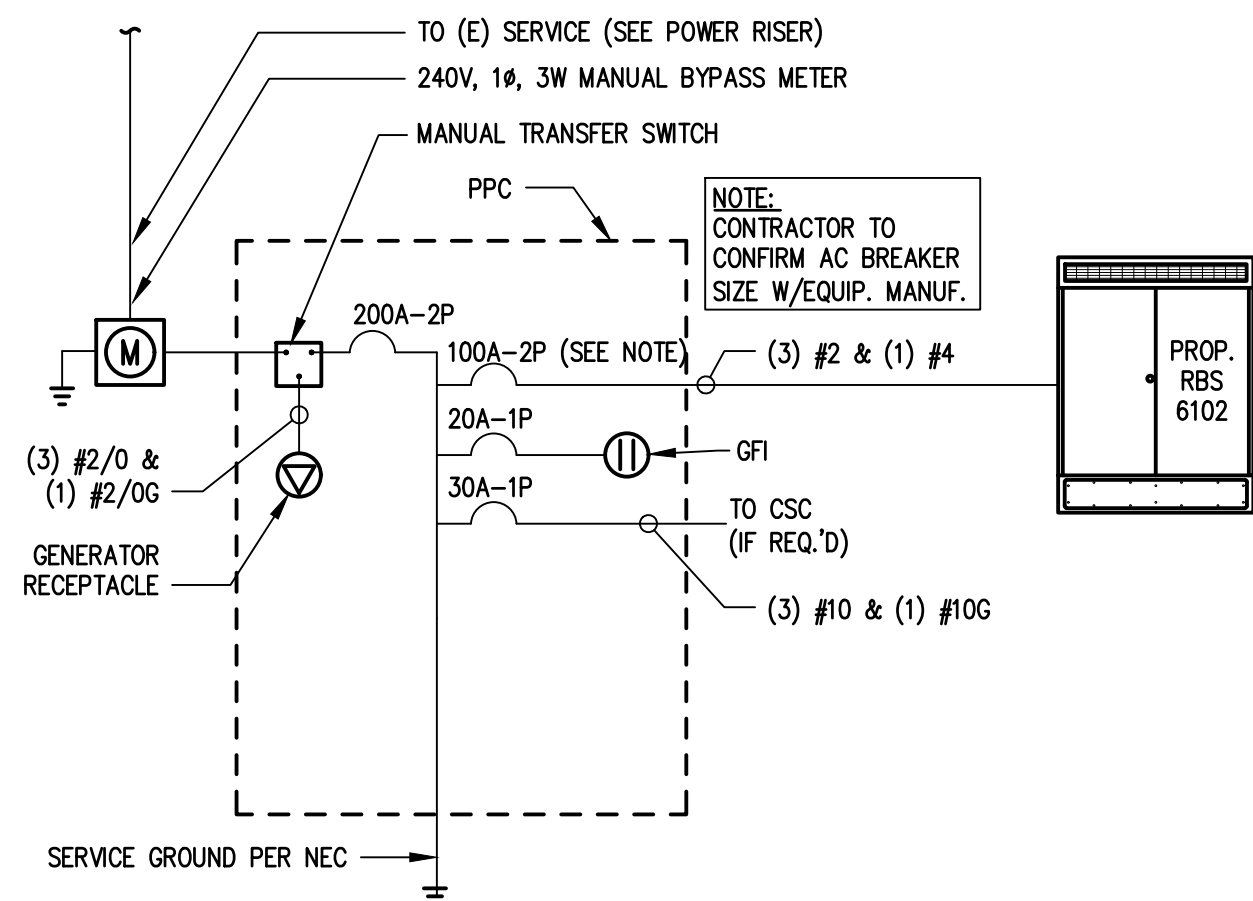 TO (E) SERVICE (SEE POWER RISER)
240V, 1ø, 3W MANUAL BYPASS METER
MANUAL TRANSFER SWITCH
PPC
NOTE:
CONTRACTOR TO
CONFIRM AC BREAKER
SIZE W/EQUIP. MANUF.
200A-2P
M
100A-2P (SEE NOTE)
(3) #2 & (1) #4
PROP.
RBS
6102
20A-1P
GFI
(3) #2/0 &
(1) #2/0G
30A-1P
TO CSC
(IF REQ.'D)
GENERATOR
RECEPTACLE
(3) #10 & (1) #10G
SERVICE GROUND PER NEC